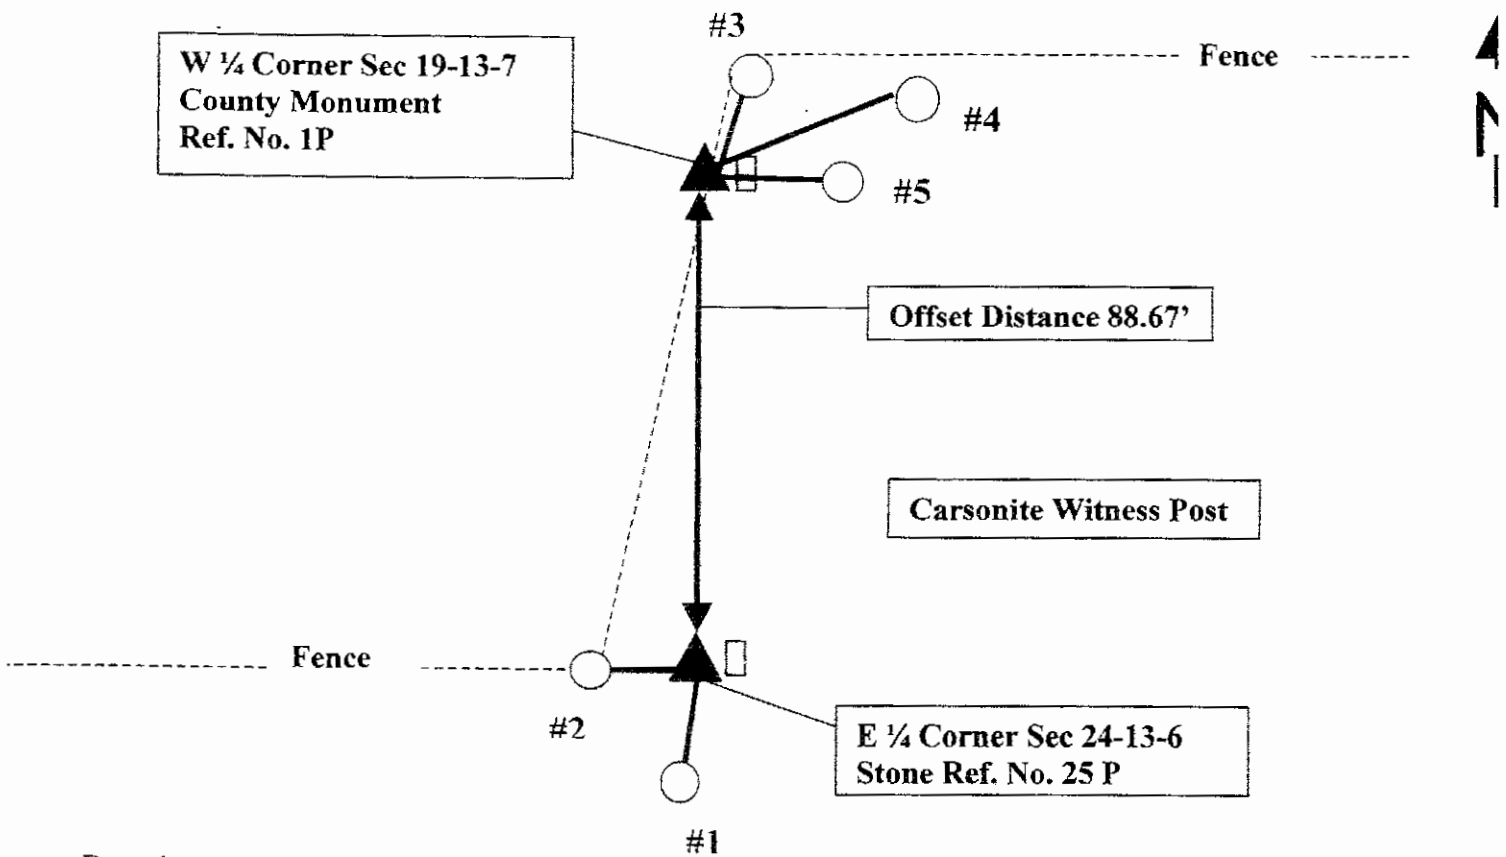 #3
Fence
W ¼ Corner Sec 19-13-7
County Monument
Ref. No. 1P
#4
N
#5
Offset Distance 88.67’
Carsonite Witness Post
Fence
#2
E ¼ Corner Sec 24-13-6
Stone Ref. No. 25 P
#1